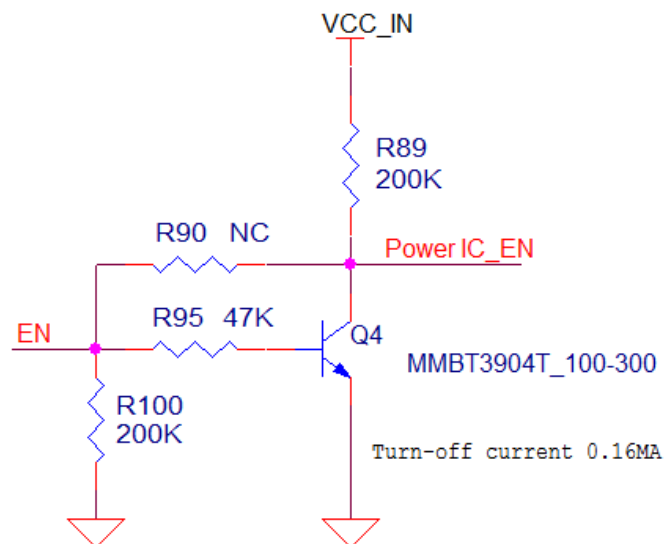 VCC_IN
R89
200K
R90 NC
Power IC_EN
R95 47K
EN
Q4
MMBT3904T_100-300
R100
200K
Turn-off current 0.16MA